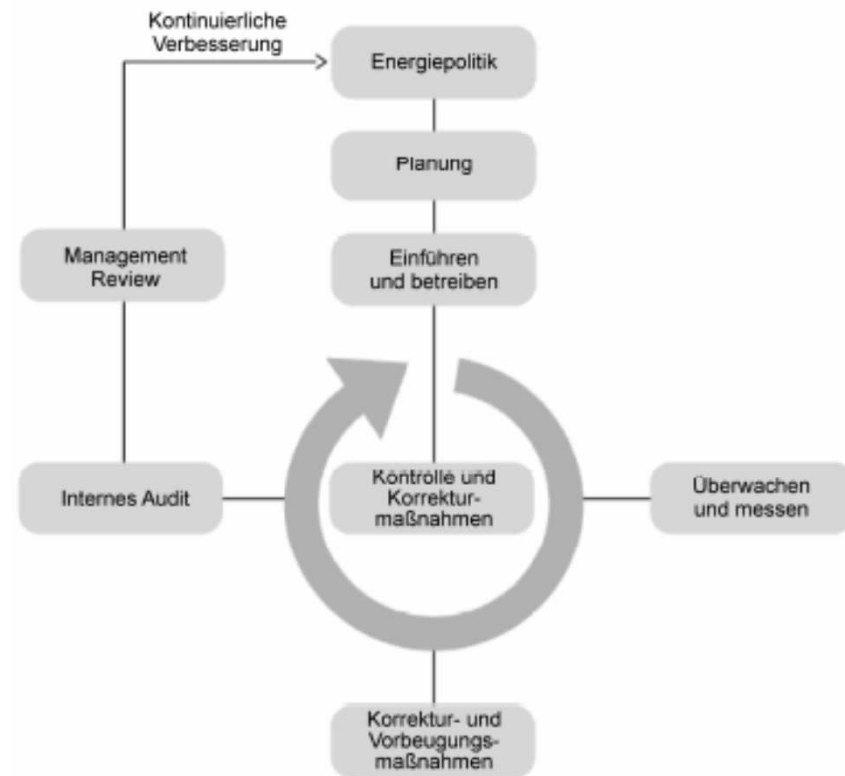 Kontinuierliche
Verbesserung
Energiepolitik
Planung
Management
Review
Einführen
und betreiben
Internes Audit
Kontrolle und
Korrektur-
maßnahmen
Überwachen
und messen
Korrektur- und
Vorbeugungs-
maßnahmen